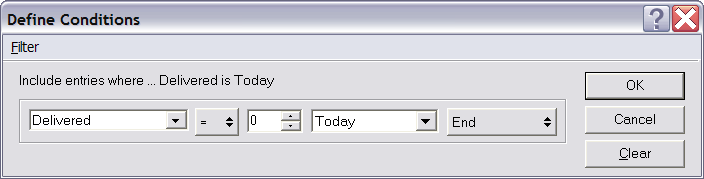 Define Conditions
Filter
Include entries where ... Delivered is Today
Delivered = 0 Today End
OK
Cancel
Clear